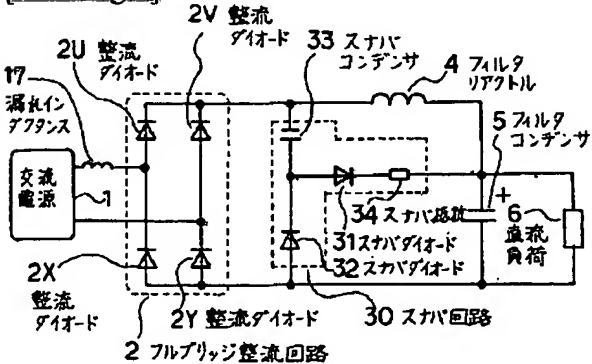 2V 整流
ダイオード
33 スナバ
コンデンサ
4 フィルタ
リアクトル
2U 整流
ダイオード
17
漏れイン
ダクタンス
5 フィルタ
コンデンサ
交流
電源
1
+
34 スナバ抵抗
31 スナバダイオード
32 スナバダイオード
6
直流
負荷
2X
整流
ダイオード
2Y 整流ダイオード
30 スナバ回路
2 フルブリッジ整流回路